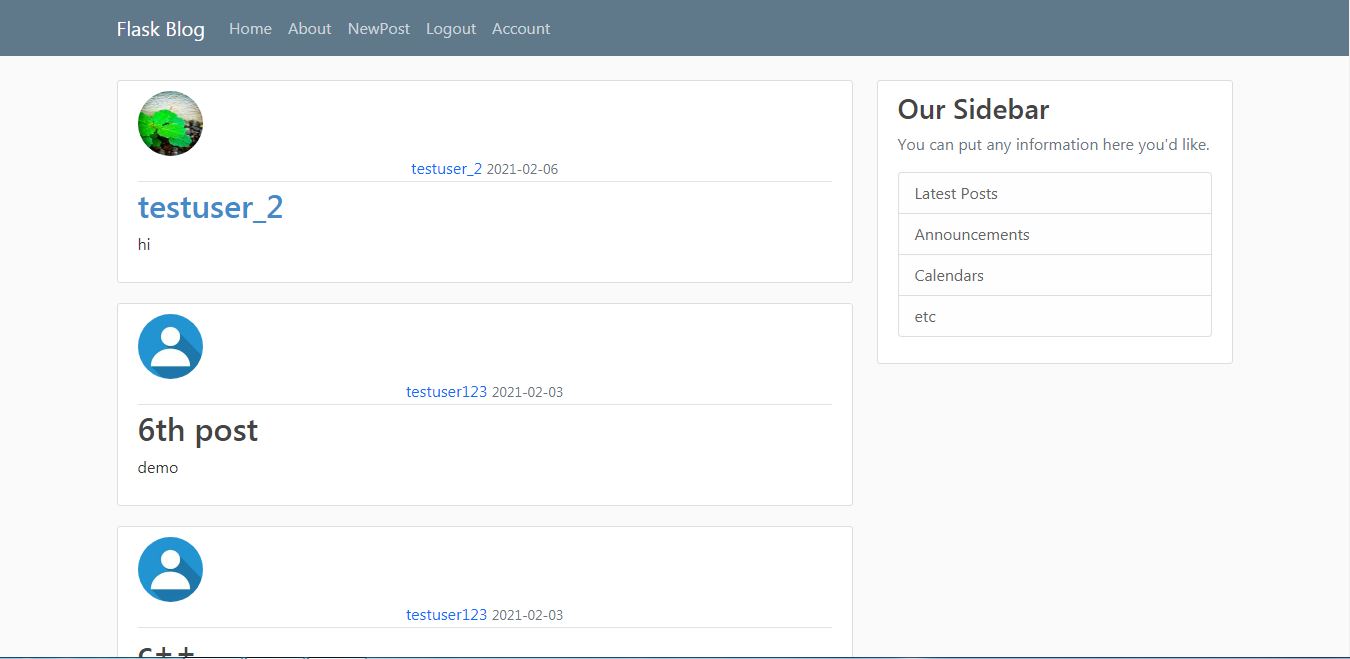 Flask Blog Home About NewPost Logout Account
testuser_2 2021-02-06
testuser_2
hi
testuser123 2021-02-03
6th post
demo
testuser123 2021-02-03
c++
Our Sidebar
You can put any information here you'd like.
Latest Posts
Announcements
Calendars
etc